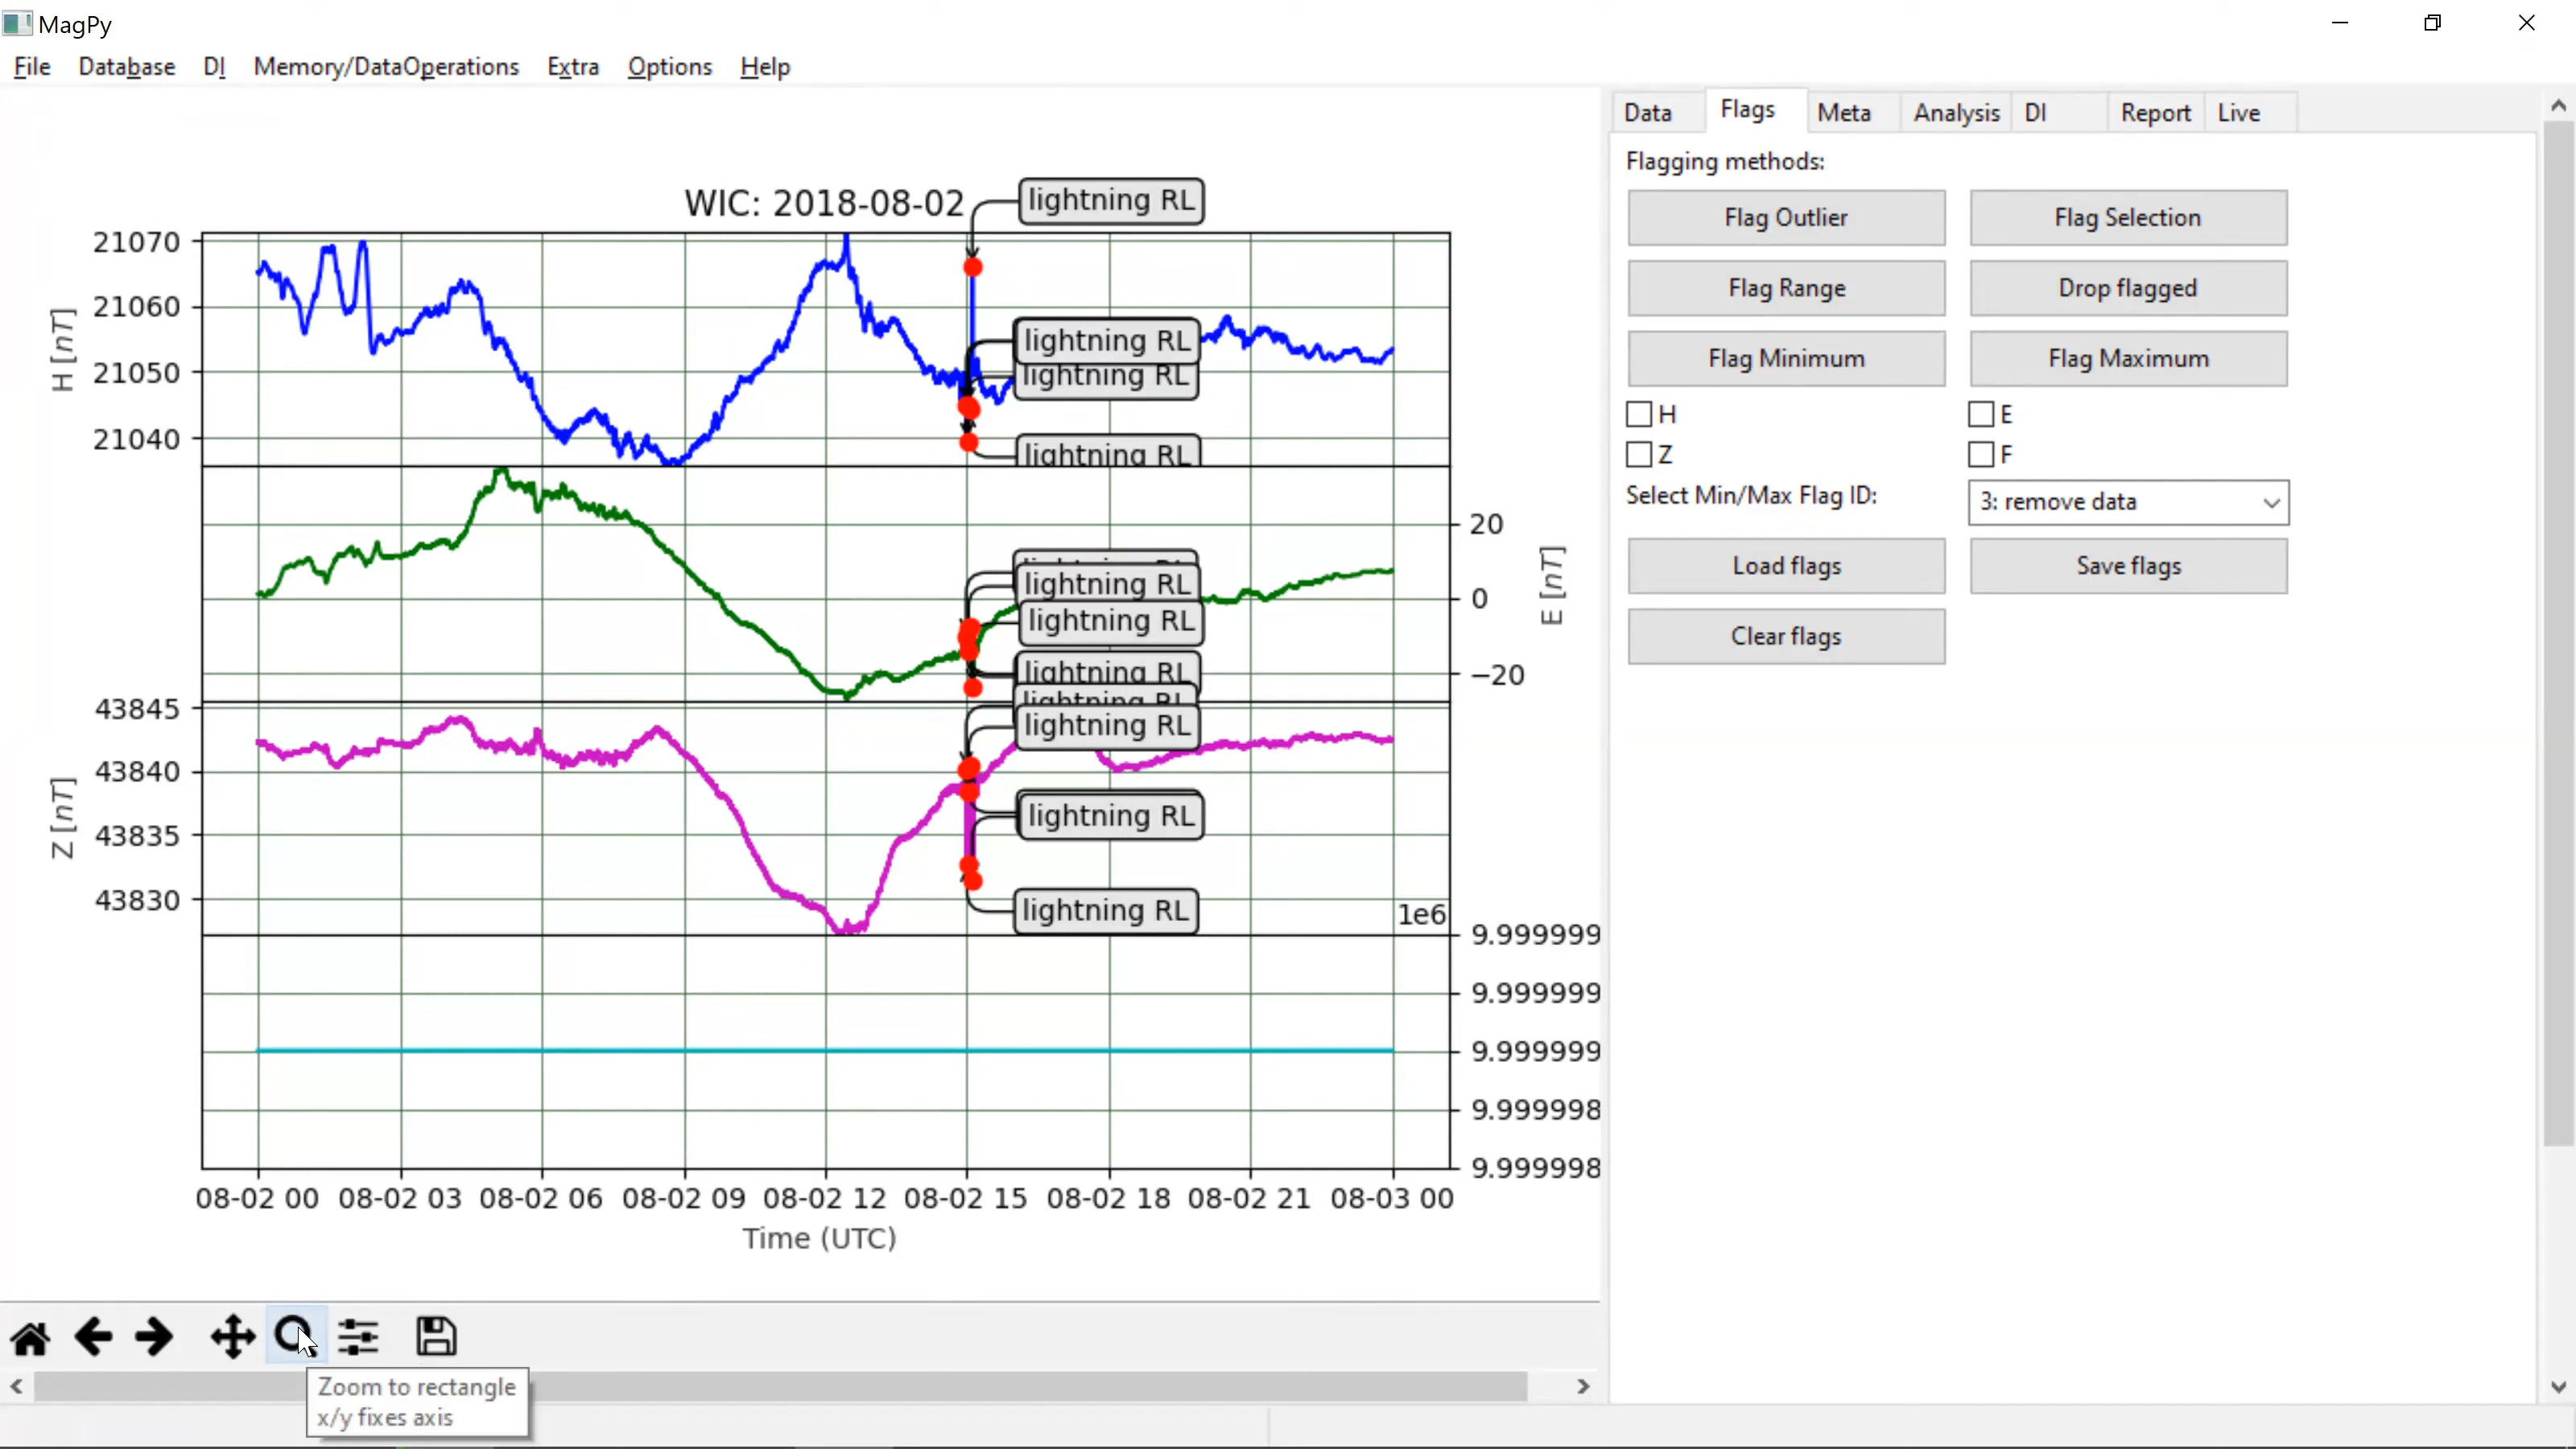 MagPy
File Database DI Memory/DataOperations Extra Options Help
WIC: 2018-08-02
lightning RL
21070
21060
21050
21040
H [nT]
lightning RL
lightning RL
lightning RL
20
0
−20
E [nT]
lightning RL
lightning RL
lightning RL
lightning RL
lightning RL
43845
43840
43835
43830
Z [nT]
lightning RL
lightning RL
1e6
9.999999
9.999999
9.999999
9.999998
9.999998
08-02 00 08-02 03 08-02 06 08-02 09 08-02 12 08-02 15 08-02 18 08-02 21 08-03 00
Time (UTC)
Zoom to rectangle
x/y fixes axis
Data Flags Meta Analysis DI Report Live
Flagging methods:
Flag Outlier Flag Selection
Flag Range Drop flagged
Flag Minimum Flag Maximum
H E
Z F
Select Min/Max Flag ID: 3: remove data
Load flags Save flags
Clear flags